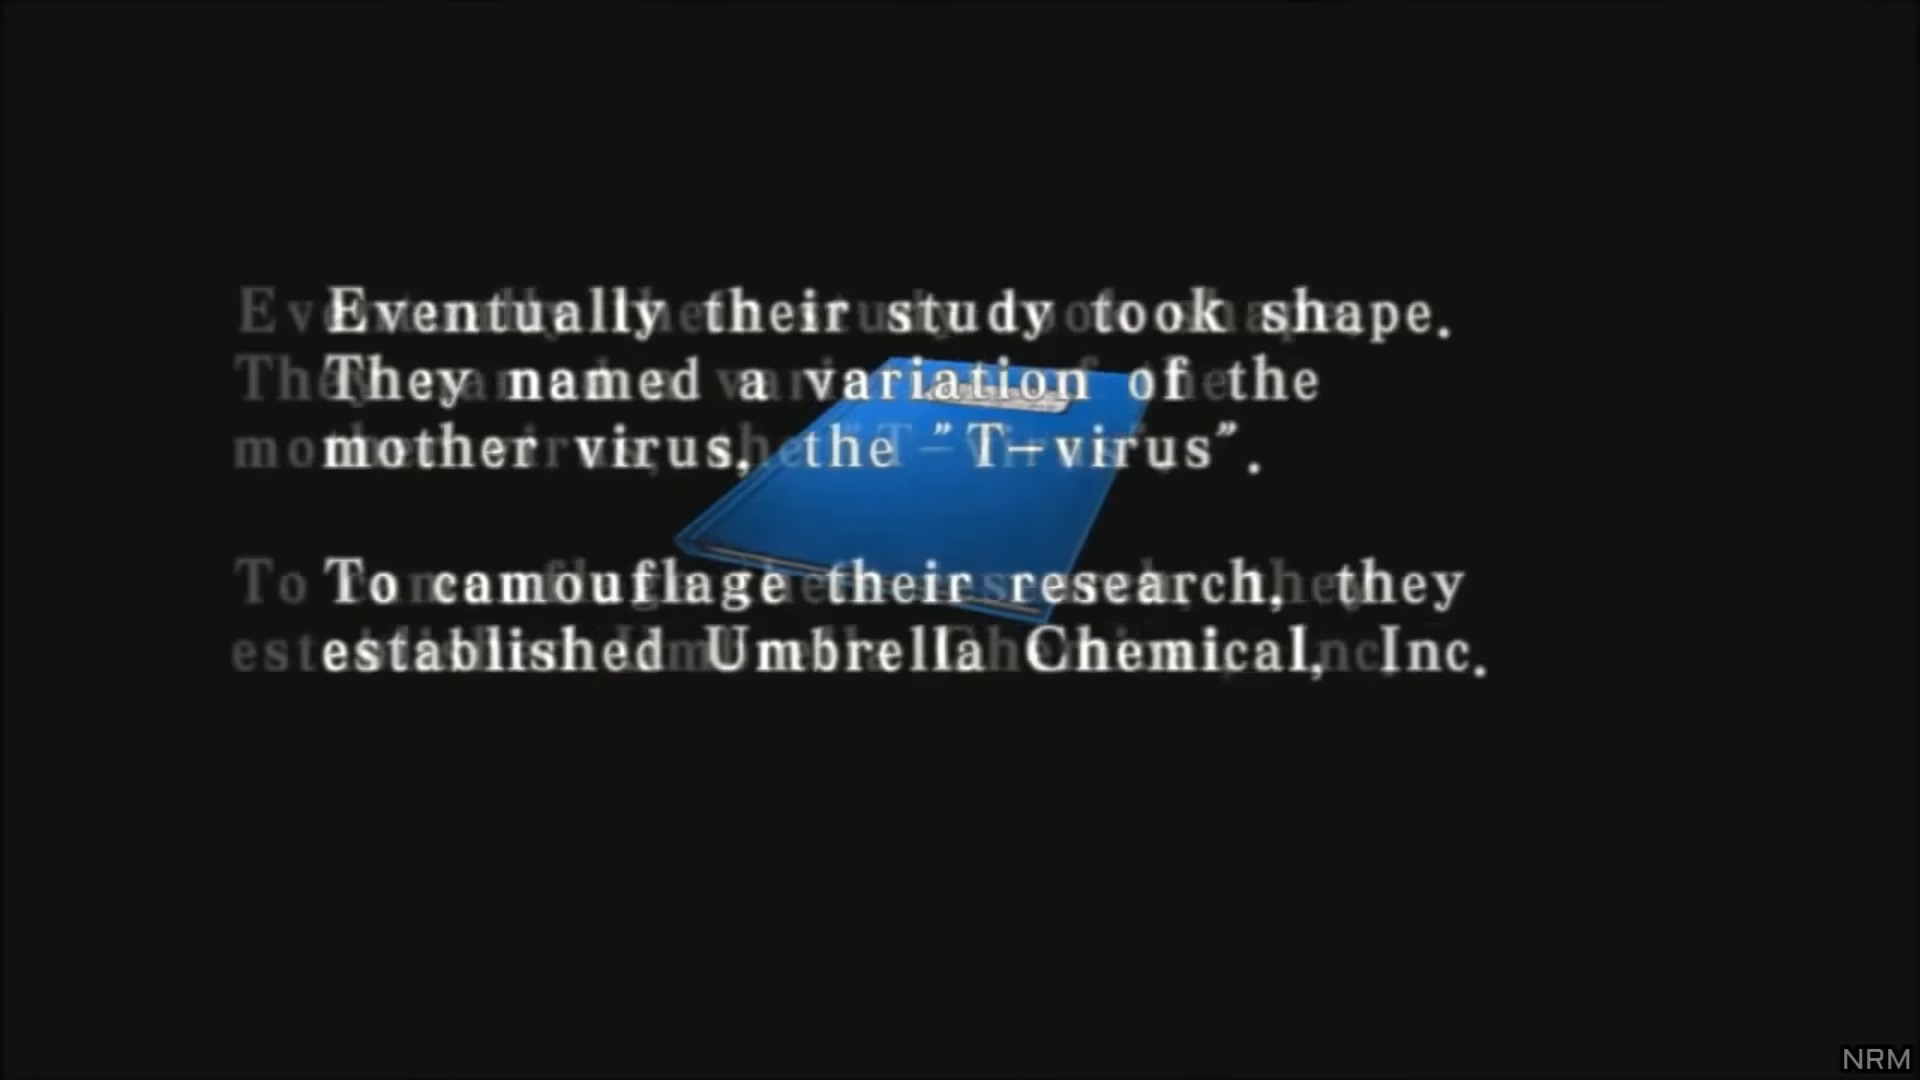 Eventually their study took shape.
They named a variation of the
mother virus, the "T-virus".
To camouflage their research, they
established Umbrella Chemical, Inc.
NRM